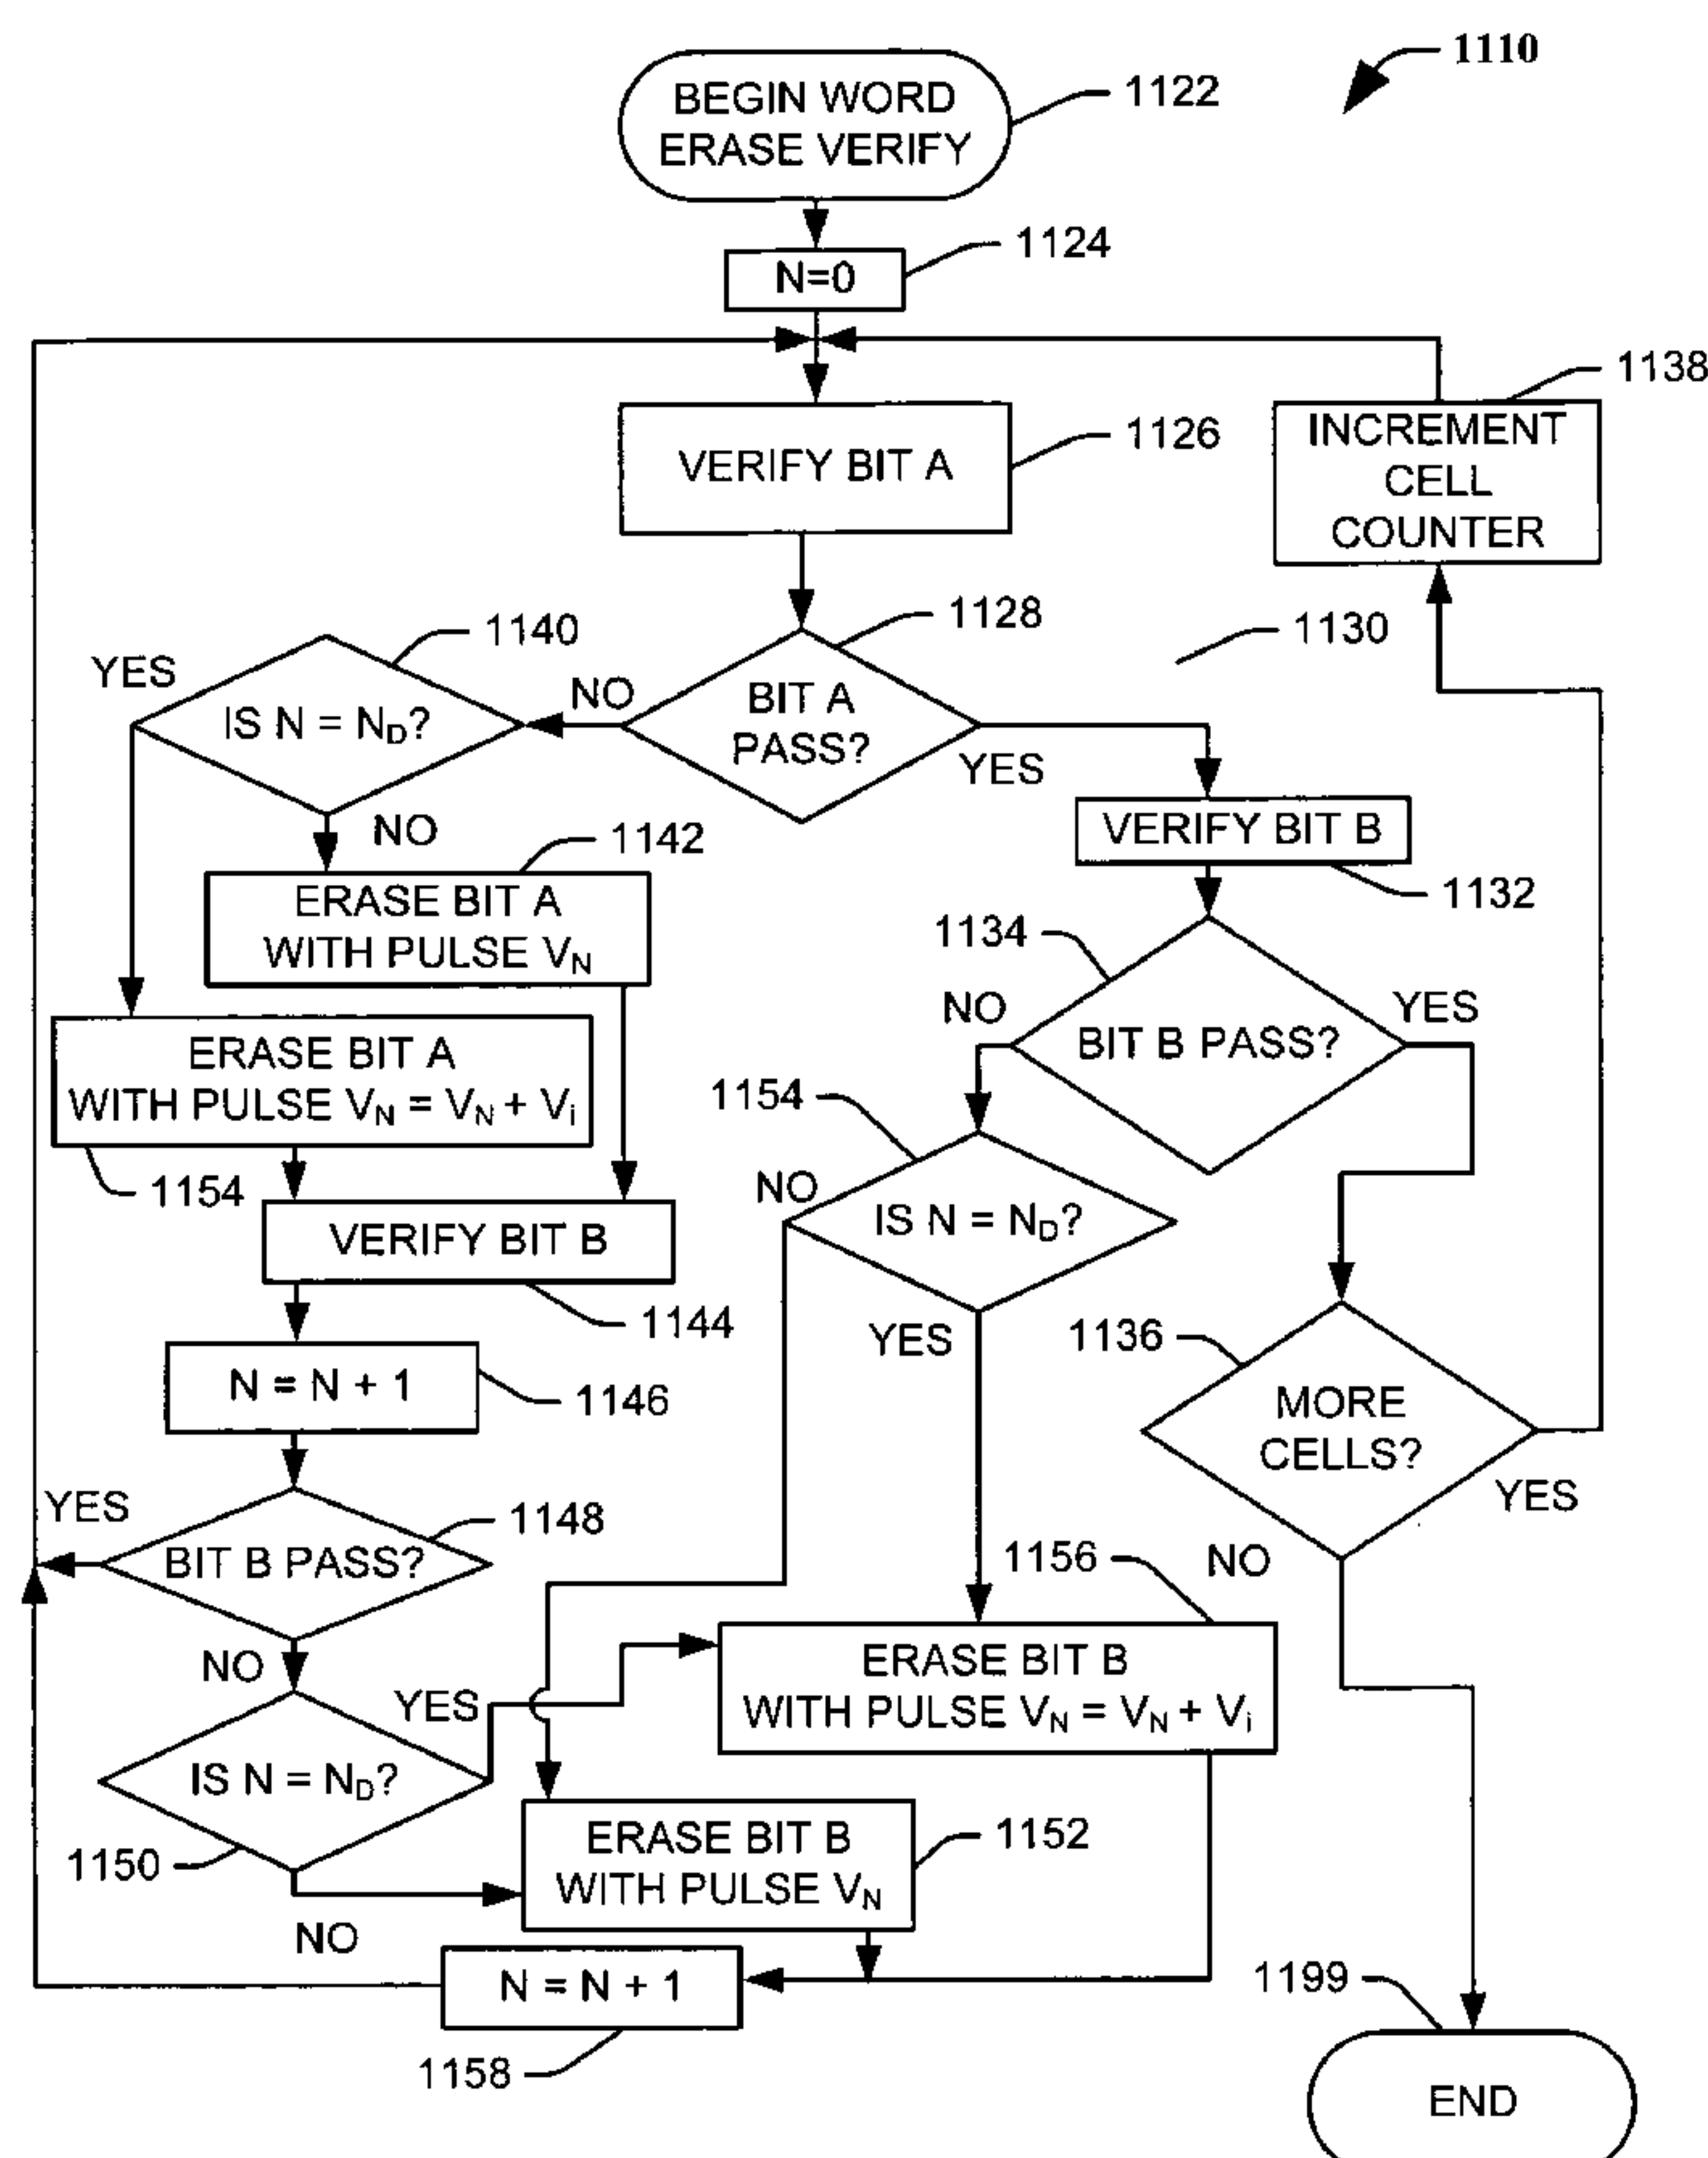 1110
BEGIN WORD
ERASE VERIFY
1122
N=0
1124
VERIFY BIT A
1126
INCREMENT
CELL
COUNTER
1138
BIT A
PASS?
1128
1130
NO
YES
IS N = ND?
1140
YES
NO
ERASE BIT A
WITH PULSE VN
1142
VERIFY BIT B
1132
BIT B PASS?
1134
NO
YES
ERASE BIT A
WITH PULSE VN = VN + Vi
1154
IS N = ND?
1154
NO
YES
VERIFY BIT B
1144
N = N + 1
1146
MORE
CELLS?
1136
YES
NO
BIT B PASS?
1148
YES
NO
IS N = ND?
1150
YES
NO
ERASE BIT B
WITH PULSE VN = VN + Vi
1156
ERASE BIT B
WITH PULSE VN
1152
N = N + 1
1158
END
1199